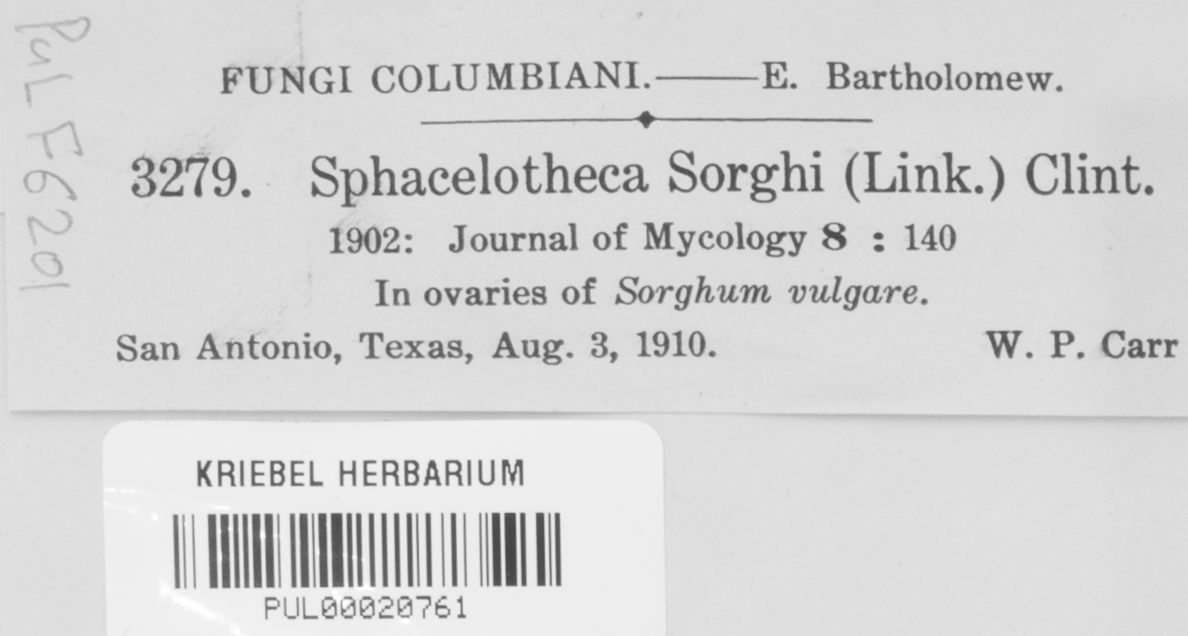 PUL F6201
FUNGI COLUMBIANI.——E. Bartholomew.
3279. Sphacelotheca Sorghi (Link.) Clint.
1902: Journal of Mycology 8 : 140
In ovaries of Sorghum vulgare.
San Antonio, Texas, Aug. 3, 1910. W. P. Carr
KRIEBEL HERBARIUM
PUL00020761